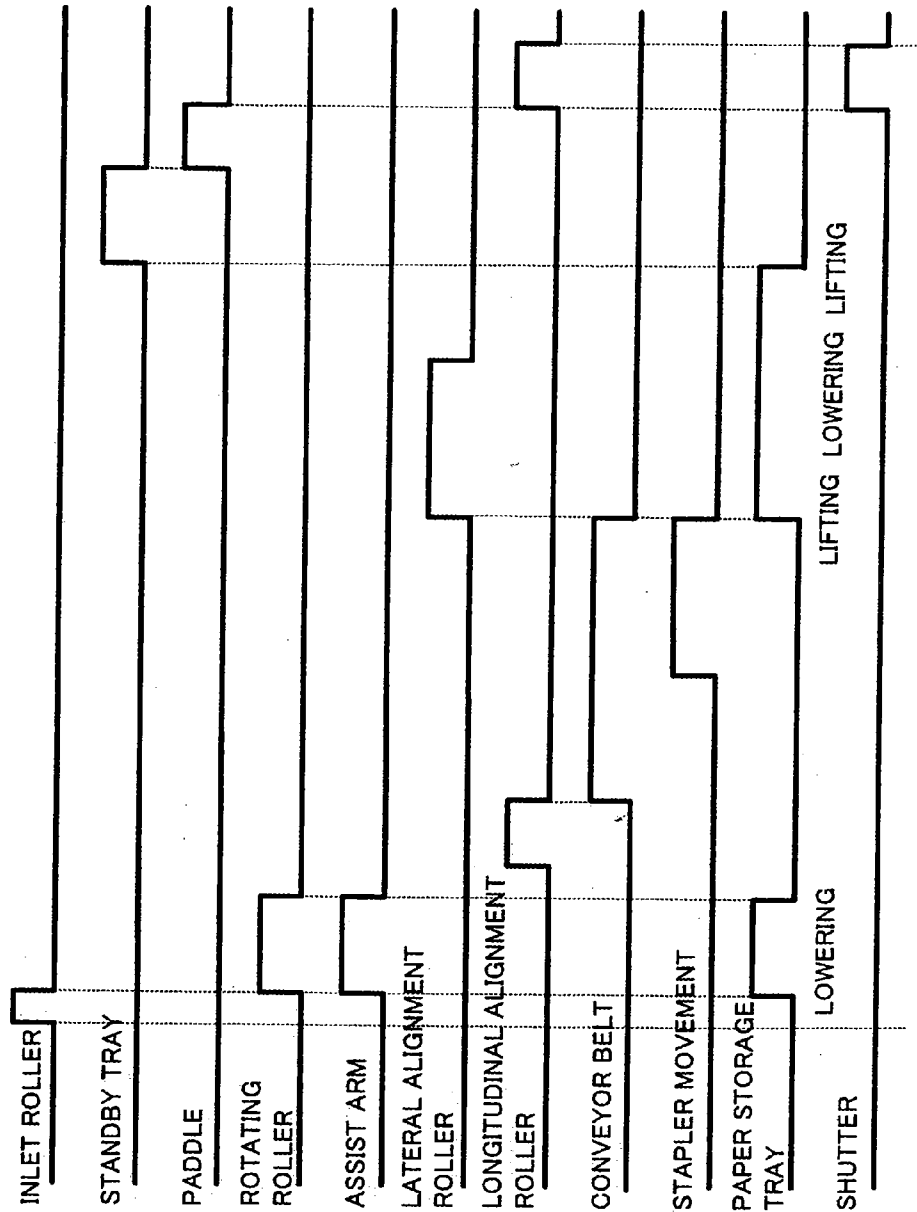 INLET ROLLER
STANDBY TRAY
PADDLE
ROTATING
ROLLER
ASSIST ARM
LATERAL ALIGNMENT
ROLLER
LONGITUDINAL ALIGNMENT
ROLLER
CONVEYOR BELT
STAPLER MOVEMENT
PAPER STORAGE
TRAY
LOWERING
LIFTING LOWERING LIFTING
SHUTTER